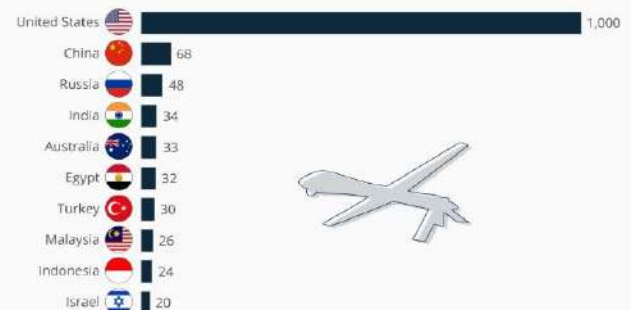 United States 1,000
China 68
Russia 48
India 34
Australia 33
Egypt 32
Turkey 30
Malaysia 26
Indonesia 24
Israel 20